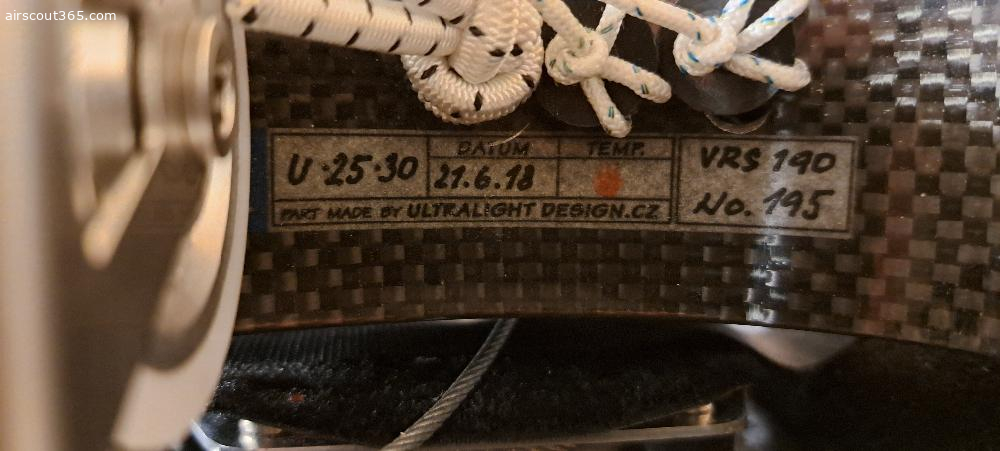 airscout365.com
DATUM TEMP.
U·25·30 21.6.18
PART MADE BY ULTRALIGHT DESIGN.CZ
VRS 190
No. 195